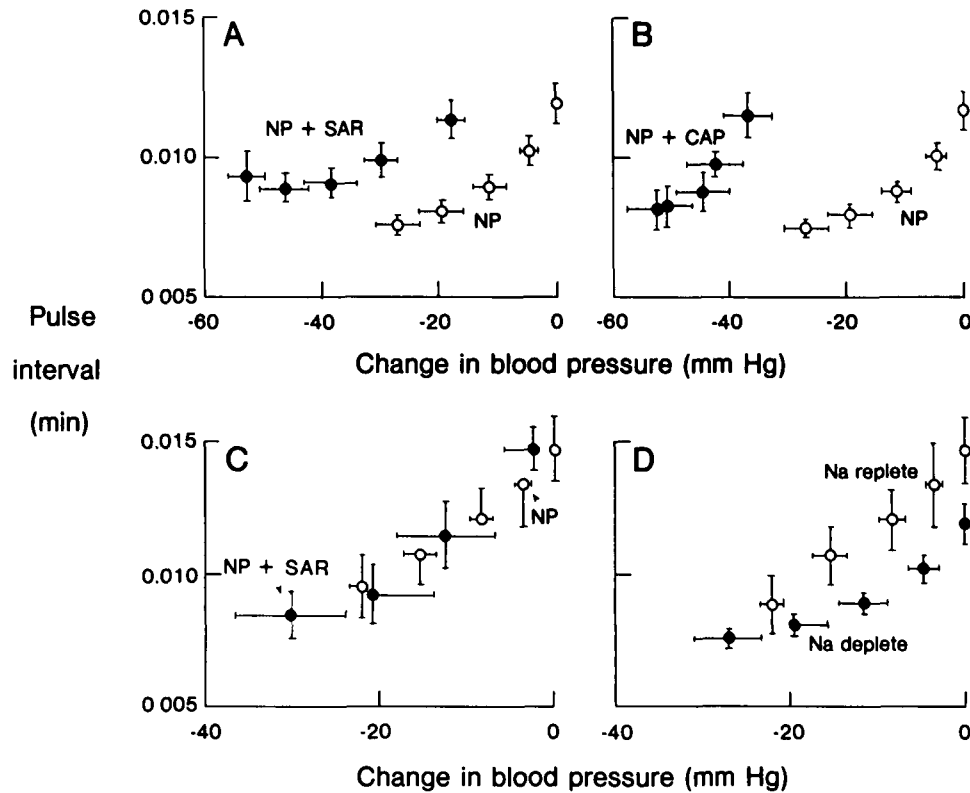 0.015
A
B
NP + SAR
NP + CAP
0.010
NP
NP
0 005
-60
-40
-20
0
-60
-40
-20
0
Pulse
interval
(min)
Change in blood pressure (mm Hg)
0.015
C
D
Na replete
NP
NP + SAR
0.010
Na deplete
0 005
-40
-20
0
-40
-20
0
Change in blood pressure (mm Hg)